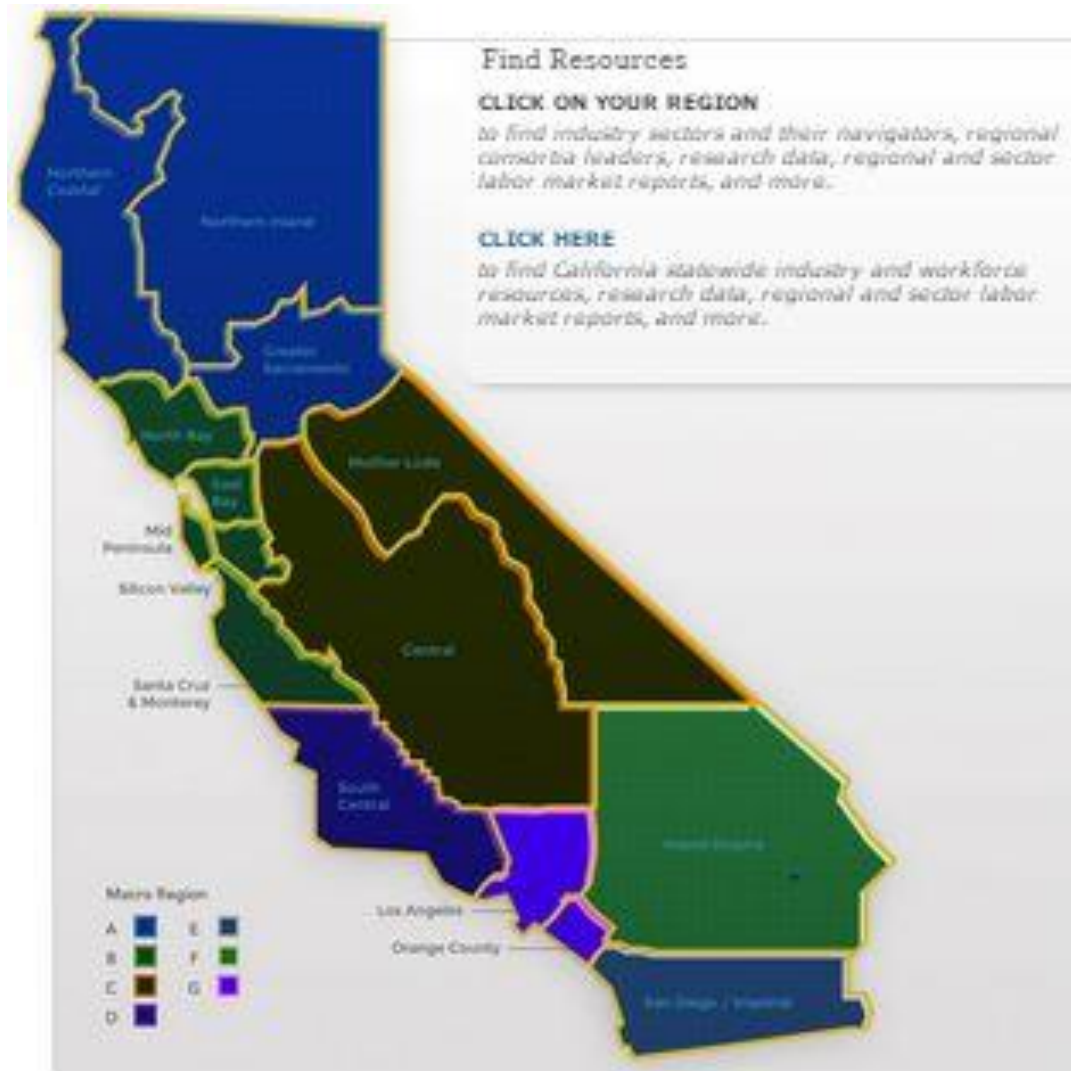 Find Resources
CLICK ON YOUR REGION
to find industry sectors and their navigators, regional
consortia leaders, research data, regional and sector
labor market reports, and more.
CLICK HERE
to find California statewide industry and workforce
resources, research data, regional and sector labor
market reports, and more.
Northern
Coastal
Northern Inland
Greater
Sacramento
North Bay
Mother Lode
East
Bay
Mid
Peninsula
Silicon Valley
Central
Santa Cruz
& Monterey
South
Central
Inland Empire
Los Angeles
Orange County
San Diego / Imperial
Macro Region
A E
B F
C G
D